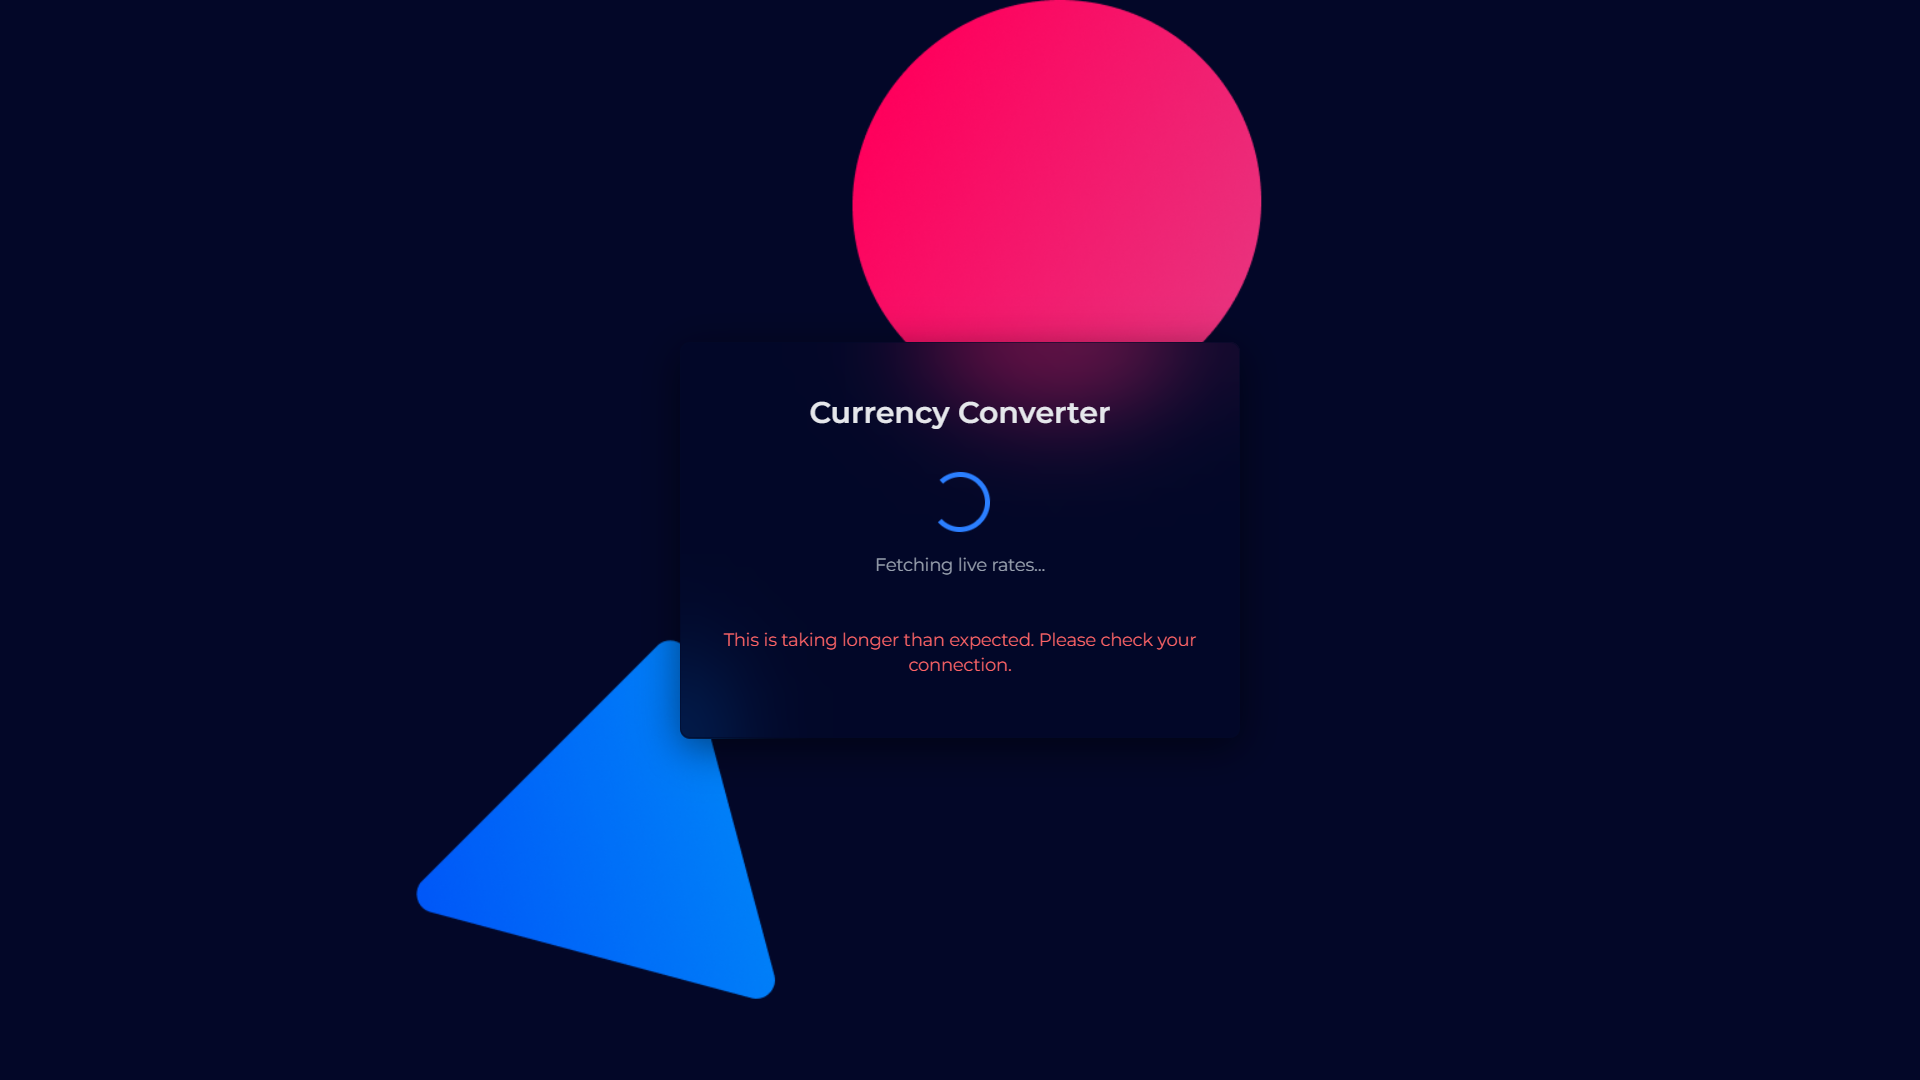 Currency Converter
Fetching live rates...
This is taking longer than expected. Please check your
connection.